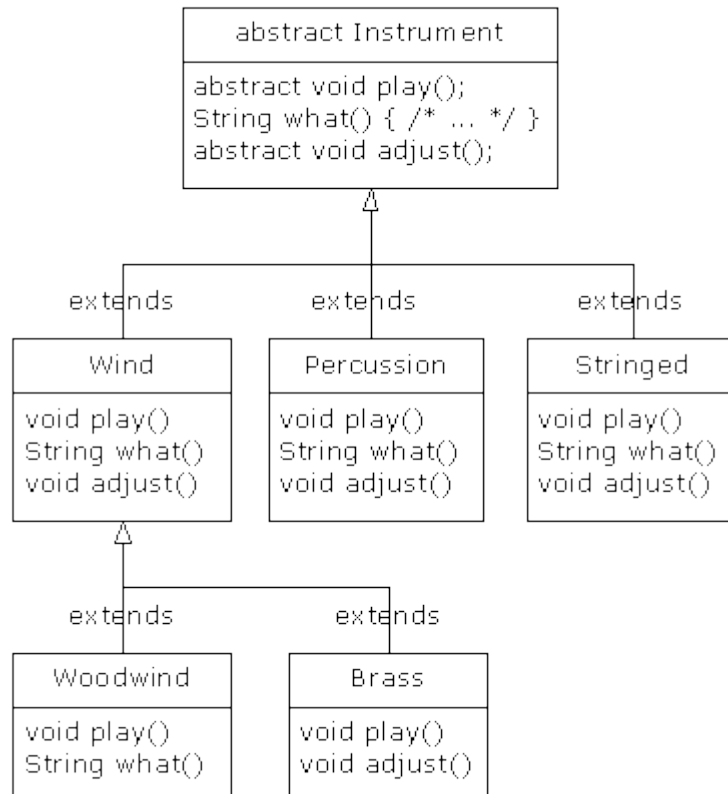 abstract Instrument
abstract void play();
String what() { /* ... */ }
abstract void adjust();
extends
extends
extends
Wind
void play()
String what()
void adjust()
Percussion
void play()
String what()
void adjust()
Stringed
void play()
String what()
void adjust()
extends
extends
Woodwind
void play()
String what()
Brass
void play()
void adjust()